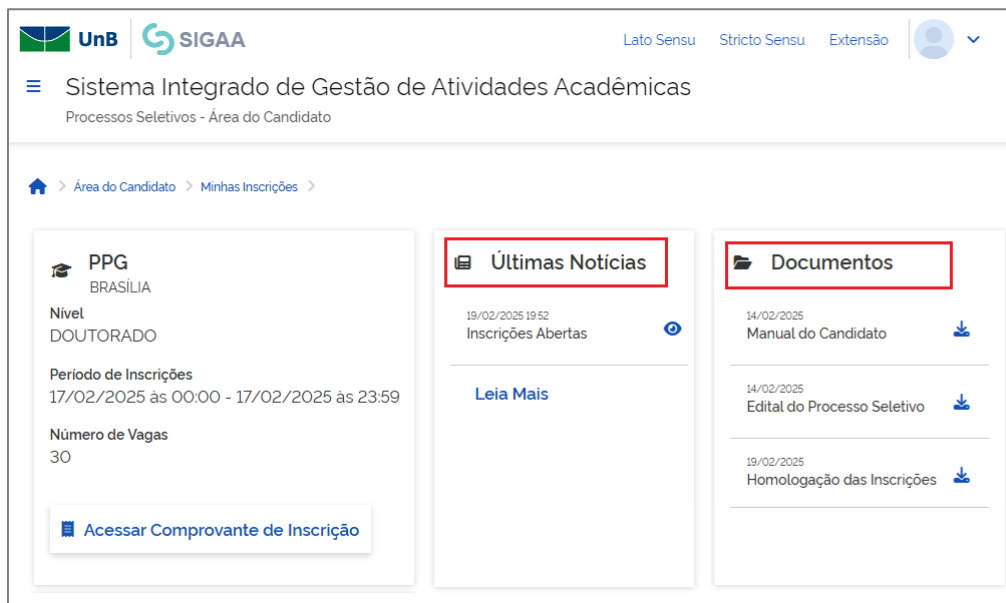 UnB SIGAA Lato Sensu Stricto Sensu Extensão
Sistema Integrado de Gestão de Atividades Acadêmicas
Processos Seletivos - Área do Candidato
Área do Candidato > Minhas Inscrições >
PPG
BRASÍLIA
Nível
DOUTORADO
Período de Inscrições
17/02/2025 às 00:00 - 17/02/2025 às 23:59
Número de Vagas
30
Acessar Comprovante de Inscrição
Últimas Notícias
19/02/2025 19:52
Inscrições Abertas
Leia Mais
Documentos
14/02/2025
Manual do Candidato
14/02/2025
Edital do Processo Seletivo
19/02/2025
Homologação das Inscrições